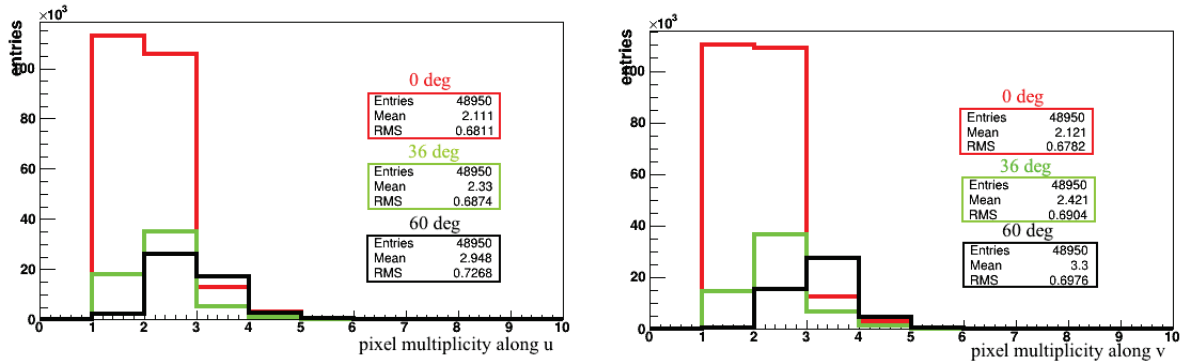 ×10³
entries
100
80
60
40
20
0
0 1 2 3 4 5 6 7 8 9 10
pixel multiplicity along u
0 deg
Entries 48950
Mean 2.111
RMS 0.6811
36 deg
Entries 48950
Mean 2.33
RMS 0.6874
60 deg
Entries 48950
Mean 2.948
RMS 0.7268
×10³
entries
100
80
60
40
20
0
0 1 2 3 4 5 6 7 8 9 10
pixel multiplicity along v
0 deg
Entries 48950
Mean 2.121
RMS 0.6782
36 deg
Entries 48950
Mean 2.421
RMS 0.6904
60 deg
Entries 48950
Mean 3.3
RMS 0.6976